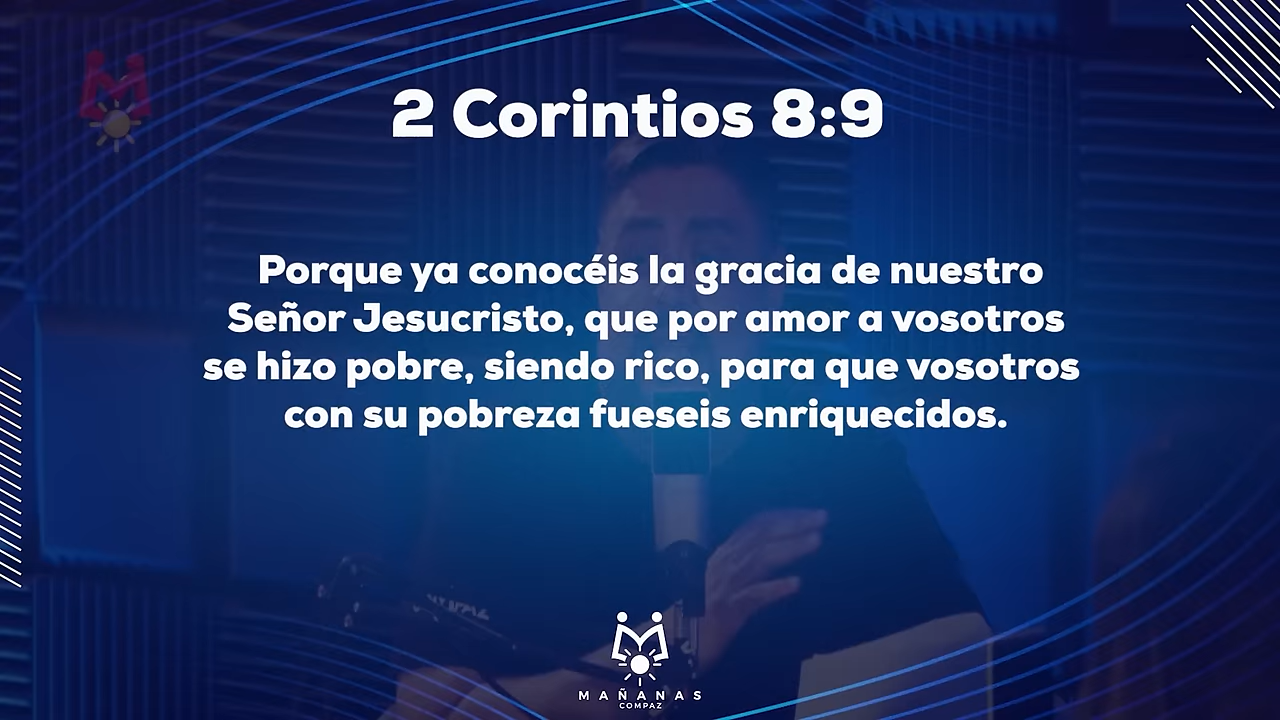 2 Corintios 8:9
Porque ya conocéis la gracia de nuestro
Señor Jesucristo, que por amor a vosotros
se hizo pobre, siendo rico, para que vosotros
con su pobreza fueseis enriquecidos.
MAÑANAS
COMPAZ